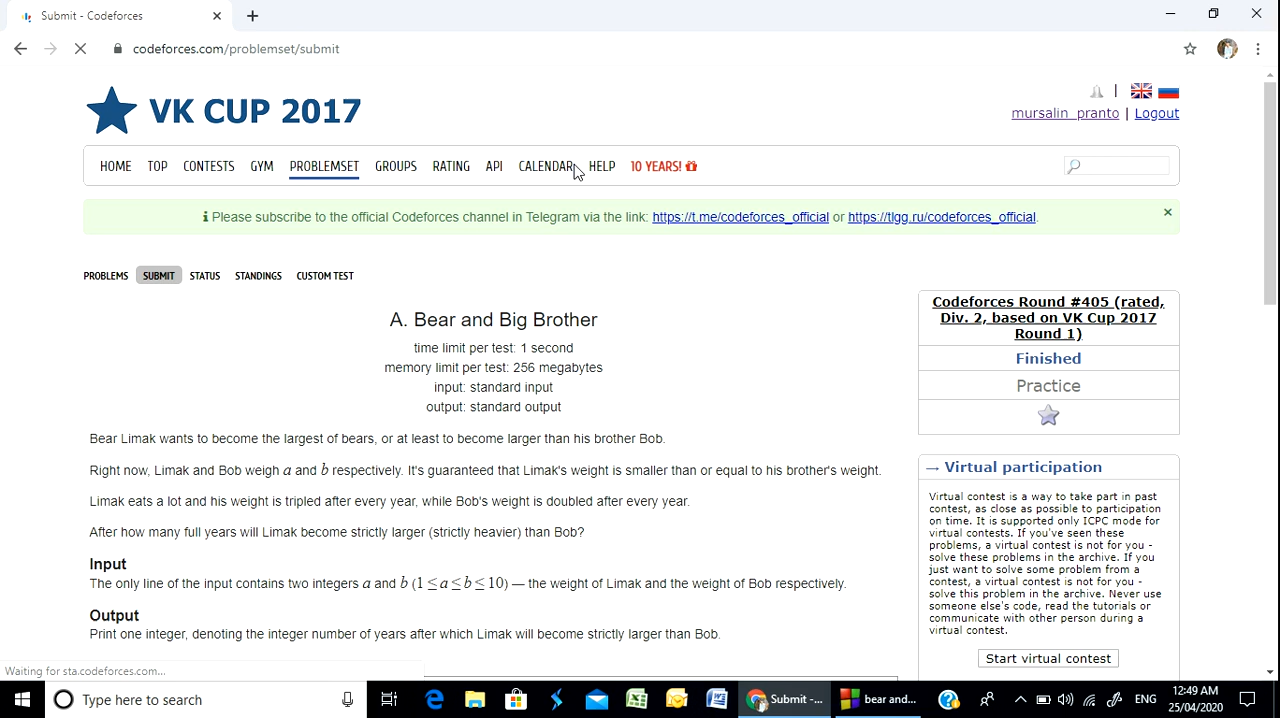 Submit - Codeforces
codeforces.com/problemset/submit
VK CUP 2017
mursalin_pranto | Logout
HOME TOP CONTESTS GYM PROBLEMSET GROUPS RATING API CALENDAR HELP 10 YEARS!
Please subscribe to the official Codeforces channel in Telegram via the link: https://t.me/codeforces_official or https://tlgg.ru/codeforces_official.
PROBLEMS SUBMIT STATUS STANDINGS CUSTOM TEST
A. Bear and Big Brother
time limit per test: 1 second
memory limit per test: 256 megabytes
input: standard input
output: standard output
Bear Limak wants to become the largest of bears, or at least to become larger than his brother Bob.
Right now, Limak and Bob weigh a and b respectively. It's guaranteed that Limak's weight is smaller than or equal to his brother's weight.
Limak eats a lot and his weight is tripled after every year, while Bob's weight is doubled after every year.
After how many full years will Limak become strictly larger (strictly heavier) than Bob?
Input
The only line of the input contains two integers a and b (1 ≤ a ≤ b ≤ 10) — the weight of Limak and the weight of Bob respectively.
Output
Print one integer, denoting the integer number of years after which Limak will become strictly larger than Bob.
Codeforces Round #405 (rated,
Div. 2, based on VK Cup 2017
Round 1)
Finished
Practice
→ Virtual participation
Virtual contest is a way to take part in past
contest, as close as possible to participation
on time. It is supported only ICPC mode for
virtual contests. If you've seen these
problems, a virtual contest is not for you -
solve these problems in the archive. If you
just want to solve some problem from a
contest, a virtual contest is not for you -
solve this problem in the archive. Never use
someone else's code, read the tutorials or
communicate with other person during a
virtual contest.
Start virtual contest
Waiting for sta.codeforces.com...
Type here to search
Submit -...
bear and...
ENG
12:49 AM
25/04/2020